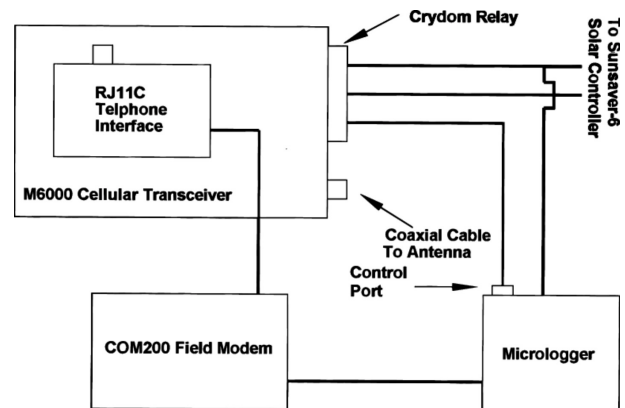 Crydom Relay
To Sunsaver-6
Solar Controller
RJ11C
Telphone
Interface
M6000 Cellular Transceiver
Coaxial Cable
To Antenna
Control
Port
COM200 Field Modem
Micrologger